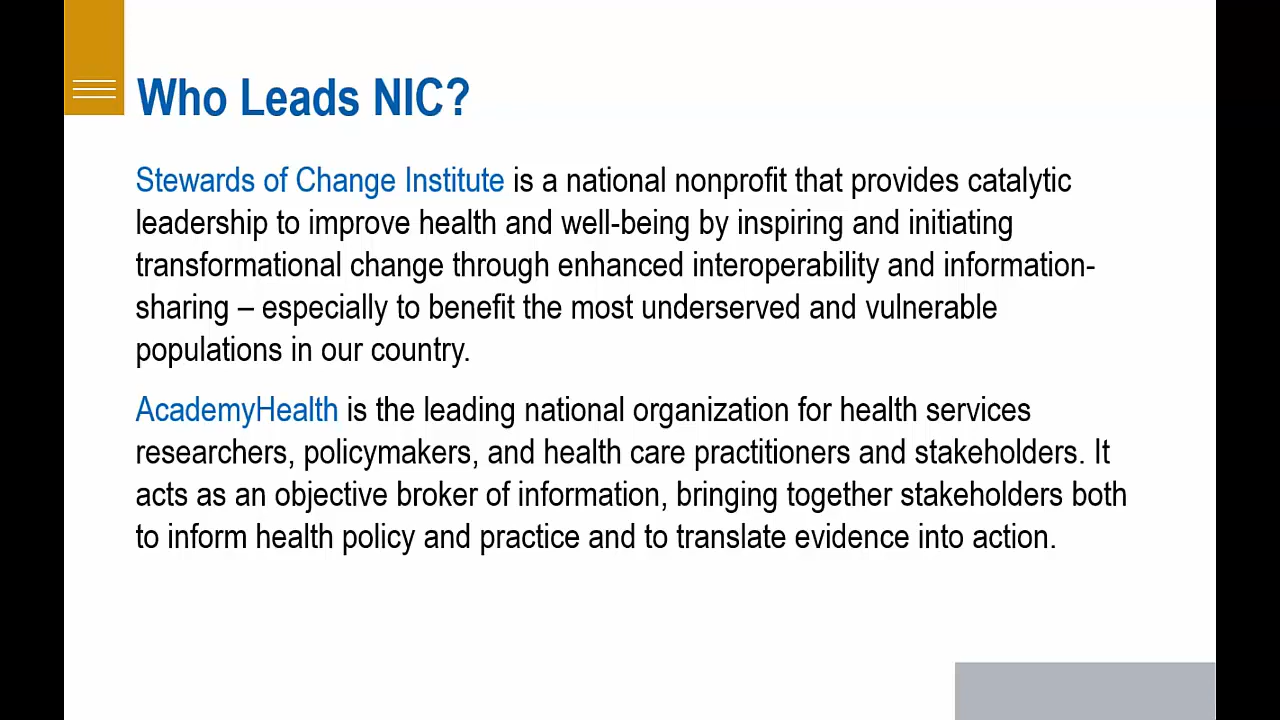 Who Leads NIC?
Stewards of Change Institute is a national nonprofit that provides catalytic
leadership to improve health and well-being by inspiring and initiating
transformational change through enhanced interoperability and information-
sharing – especially to benefit the most underserved and vulnerable
populations in our country.
AcademyHealth is the leading national organization for health services
researchers, policymakers, and health care practitioners and stakeholders. It
acts as an objective broker of information, bringing together stakeholders both
to inform health policy and practice and to translate evidence into action.